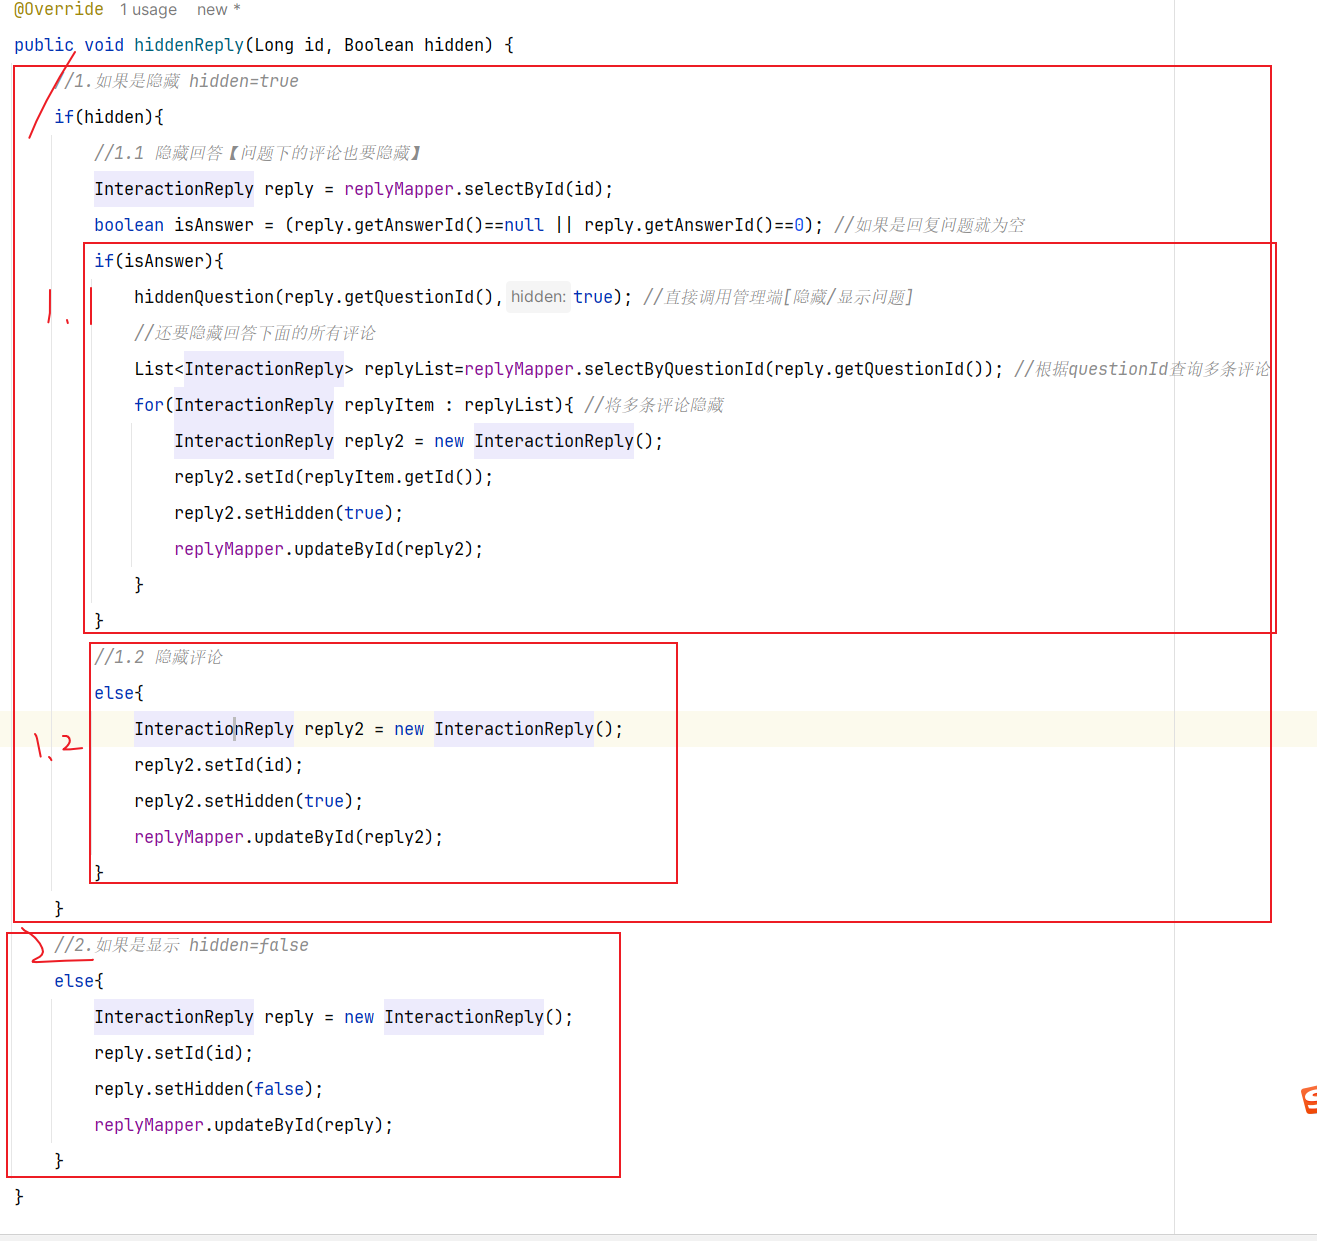 @Override 1 usage new *
public void hiddenReply(Long id, Boolean hidden) {
//1.如果是隐藏 hidden=true
if(hidden){
//1.1 隐藏回答【问题下的评论也要隐藏】
InteractionReply reply = replyMapper.selectById(id);
boolean isAnswer = (reply.getAnswerId()==null || reply.getAnswerId()==0); //如果是回复问题就为空
if(isAnswer){
1.1
hiddenQuestion(reply.getQuestionId(), hidden: true); //直接调用管理端[隐藏/显示问题]
//还要隐藏回答下面的所有评论
List<InteractionReply> replyList=replyMapper.selectByQuestionId(reply.getQuestionId()); //根据questionId查询多条评论
for(InteractionReply replyItem : replyList){ //将多条评论隐藏
InteractionReply reply2 = new InteractionReply();
reply2.setId(replyItem.getId());
reply2.setHidden(true);
replyMapper.updateById(reply2);
}
}
//1.2 隐藏评论
else{
InteractionReply reply2 = new InteractionReply();
1.2
reply2.setId(id);
reply2.setHidden(true);
replyMapper.updateById(reply2);
}
}
2
//2.如果是显示 hidden=false
else{
InteractionReply reply = new InteractionReply();
reply.setId(id);
reply.setHidden(false);
replyMapper.updateById(reply);
}
}